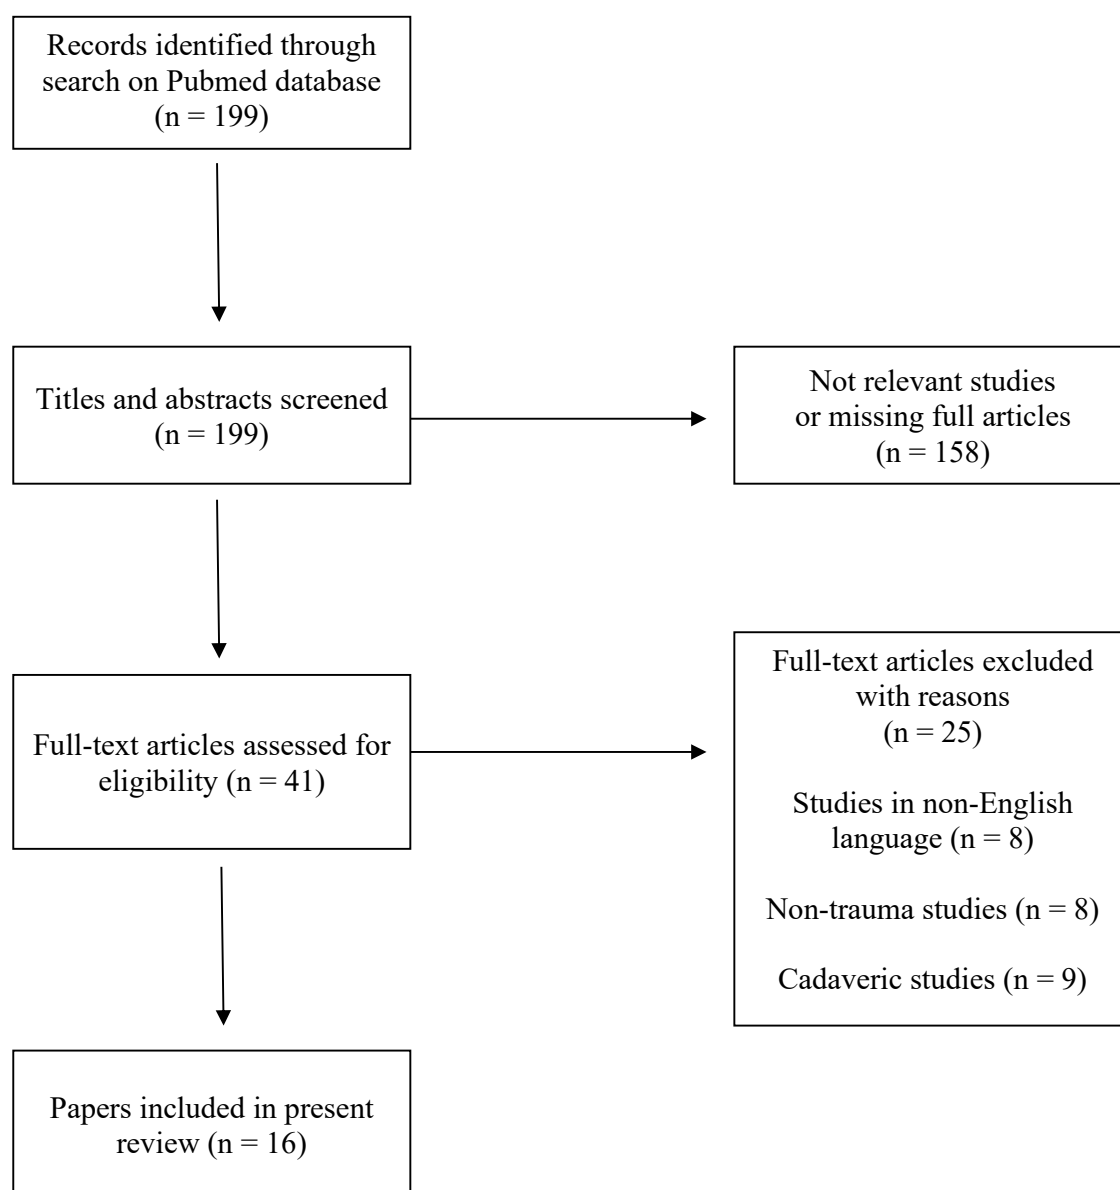 Records identified through
search on Pubmed database
(n = 199)
Titles and abstracts screened
(n = 199)
Not relevant studies
or missing full articles
(n = 158)
Full-text articles assessed for
eligibility (n = 41)
Full-text articles excluded
with reasons
(n = 25)
Studies in non-English
language (n = 8)
Non-trauma studies (n = 8)
Cadaveric studies (n = 9)
Papers included in present
review (n = 16)